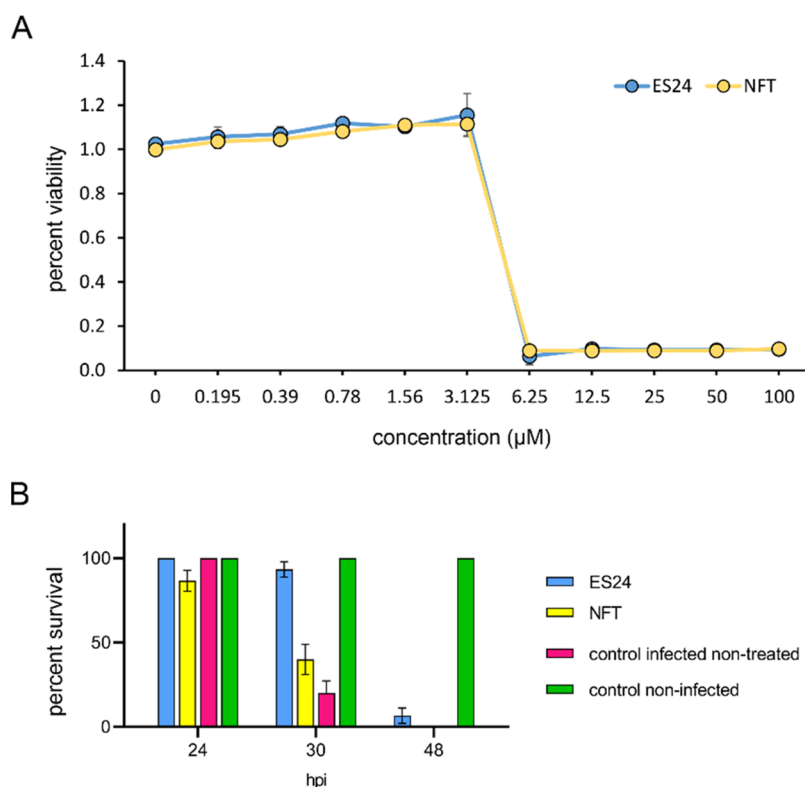 A
1.4
1.2
1.0
0.8
0.6
0.4
0.2
0.0
percent viability
ES24 NFT
0 0.195 0.39 0.78 1.56 3.125 6.25 12.5 25 50 100
concentration (µM)
B
100
50
0
percent survival
24 30 48
hpi
ES24
NFT
control infected non-treated
control non-infected